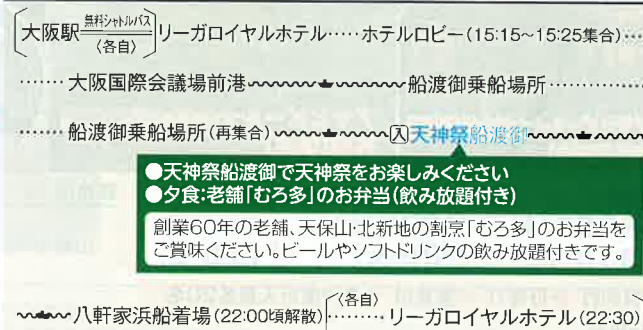 大阪駅 無料シャトルバス〈各自〉 リーガロイヤルホテル……ホテルロビー(15:15~15:25集合)…
……大阪国際会議場前港〜〜〜〜船渡御乗船場所…………
……船渡御乗船場所(再集合)〜〜〜〜入天神祭船渡御〜〜〜〜
●天神祭船渡御で天神祭をお楽しみください
●夕食:老舗「むろ多」のお弁当(飲み放題付き)
創業60年の老舗、天保山・北新地の割烹「むろ多」のお弁当を
ご賞味ください。ビールやソフトドリンクの飲み放題付きです。
〜〜八軒家浜船着場(22:00頃解散)〈各自〉………リーガロイヤルホテル(22:30)